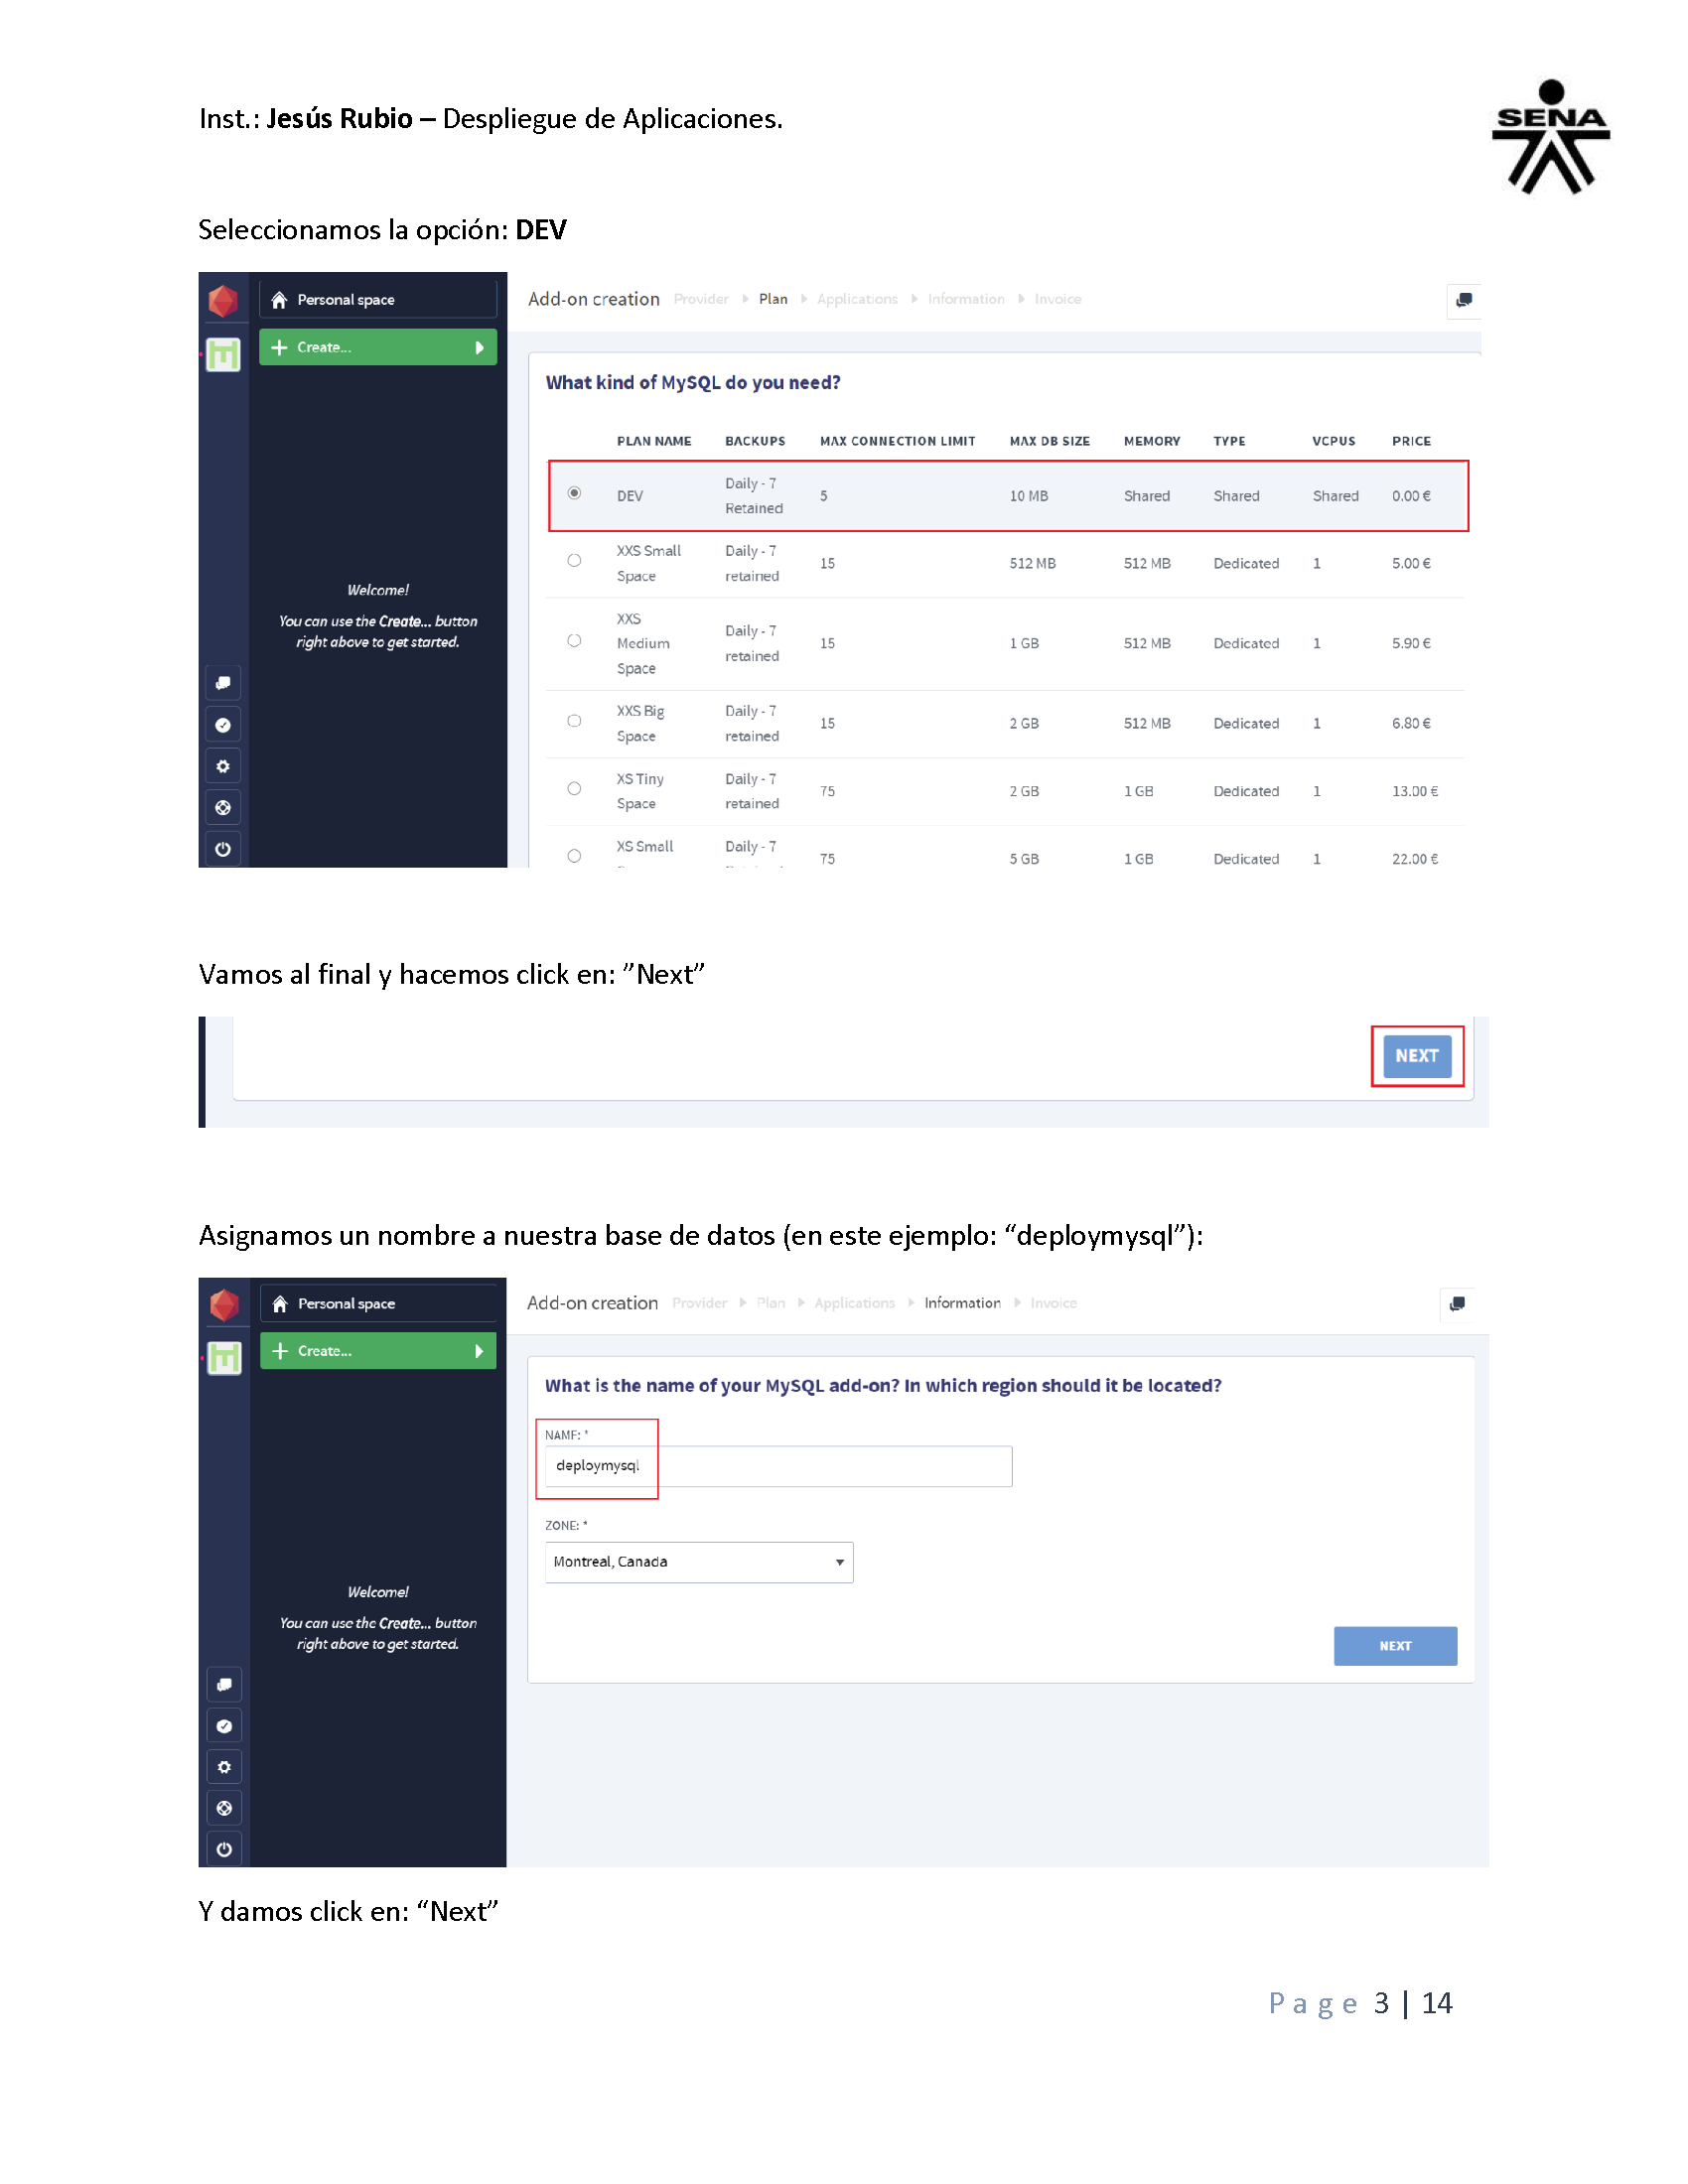 Inst.: Jesús Rubio – Despliegue de Aplicaciones.
SENA
Seleccionamos la opción: DEV
Personal space
Create...
Welcome!
You can use the Create... button
right above to get started.
Add-on creation Provider Plan Applications Information Invoice
What kind of MySQL do you need?
PLAN NAME BACKUPS MAX CONNECTION LIMIT MAX DB SIZE MEMORY TYPE VCPUS PRICE
DEV Daily - 7 Retained 5 10 MB Shared Shared Shared 0.00 €
XXS Small Space Daily - 7 retained 15 512 MB 512 MB Dedicated 1 5.00 €
XXS Medium Space Daily - 7 retained 15 1 GB 512 MB Dedicated 1 5.90 €
XXS Big Space Daily - 7 retained 15 2 GB 512 MB Dedicated 1 6.80 €
XS Tiny Space Daily - 7 retained 75 2 GB 1 GB Dedicated 1 13.00 €
XS Small Daily - 7 75 5 GB 1 GB Dedicated 1 22.00 €
Vamos al final y hacemos click en: ”Next”
NEXT
Asignamos un nombre a nuestra base de datos (en este ejemplo: “deploymysql”):
Personal space
Create...
Welcome!
You can use the Create... button
right above to get started.
Add-on creation Provider Plan Applications Information Invoice
What is the name of your MySQL add-on? In which region should it be located?
NAME: *
deploymysql
ZONE: *
Montreal, Canada
NEXT
Y damos click en: “Next”
Page 3 | 14